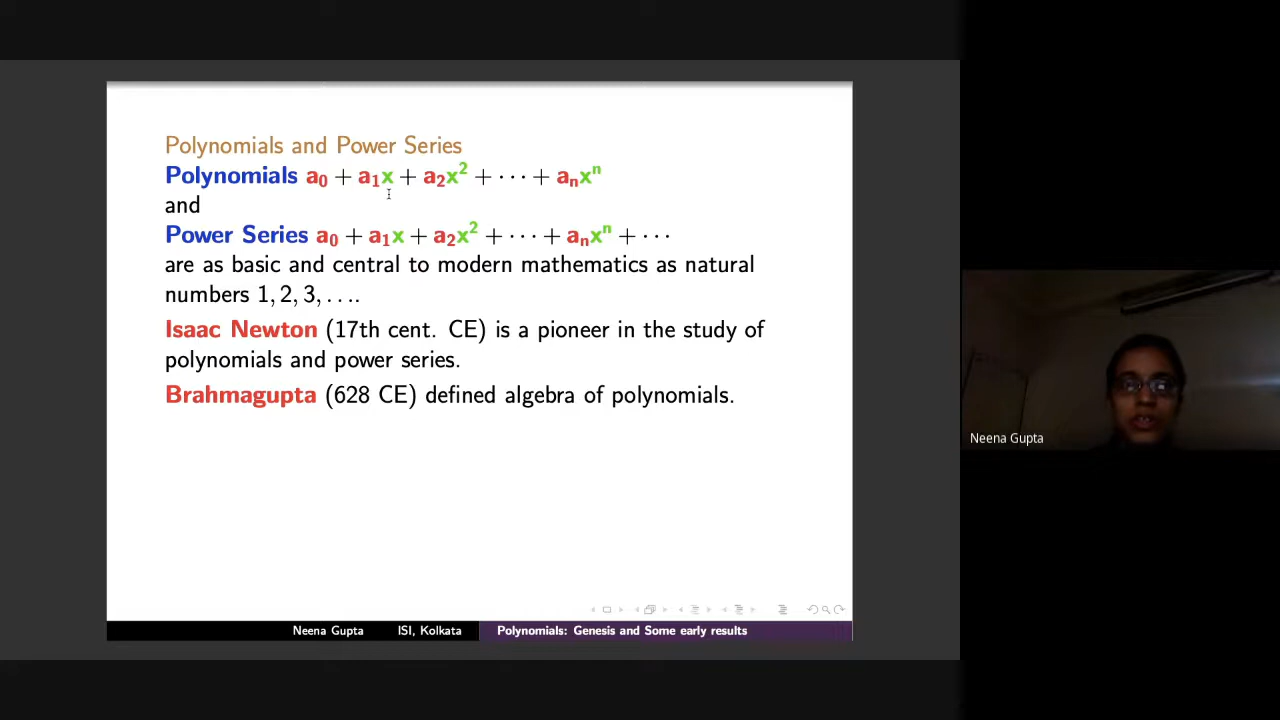 Polynomials and Power Series
Polynomials a₀ + a₁x + a₂x² + ··· + aₙxⁿ
and
Power Series a₀ + a₁x + a₂x² + ··· + aₙxⁿ + ···
are as basic and central to modern mathematics as natural
numbers 1, 2, 3, . . ..
Isaac Newton (17th cent. CE) is a pioneer in the study of
polynomials and power series.
Brahmagupta (628 CE) defined algebra of polynomials.
Neena Gupta
Neena Gupta ISI, Kolkata Polynomials: Genesis and Some early results